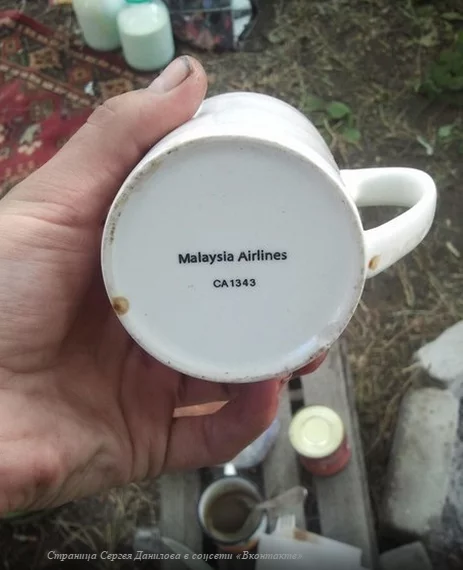 Malaysia Airlines
CA1343
Страница Сергея Данилова в соцсети «Вконтакте»